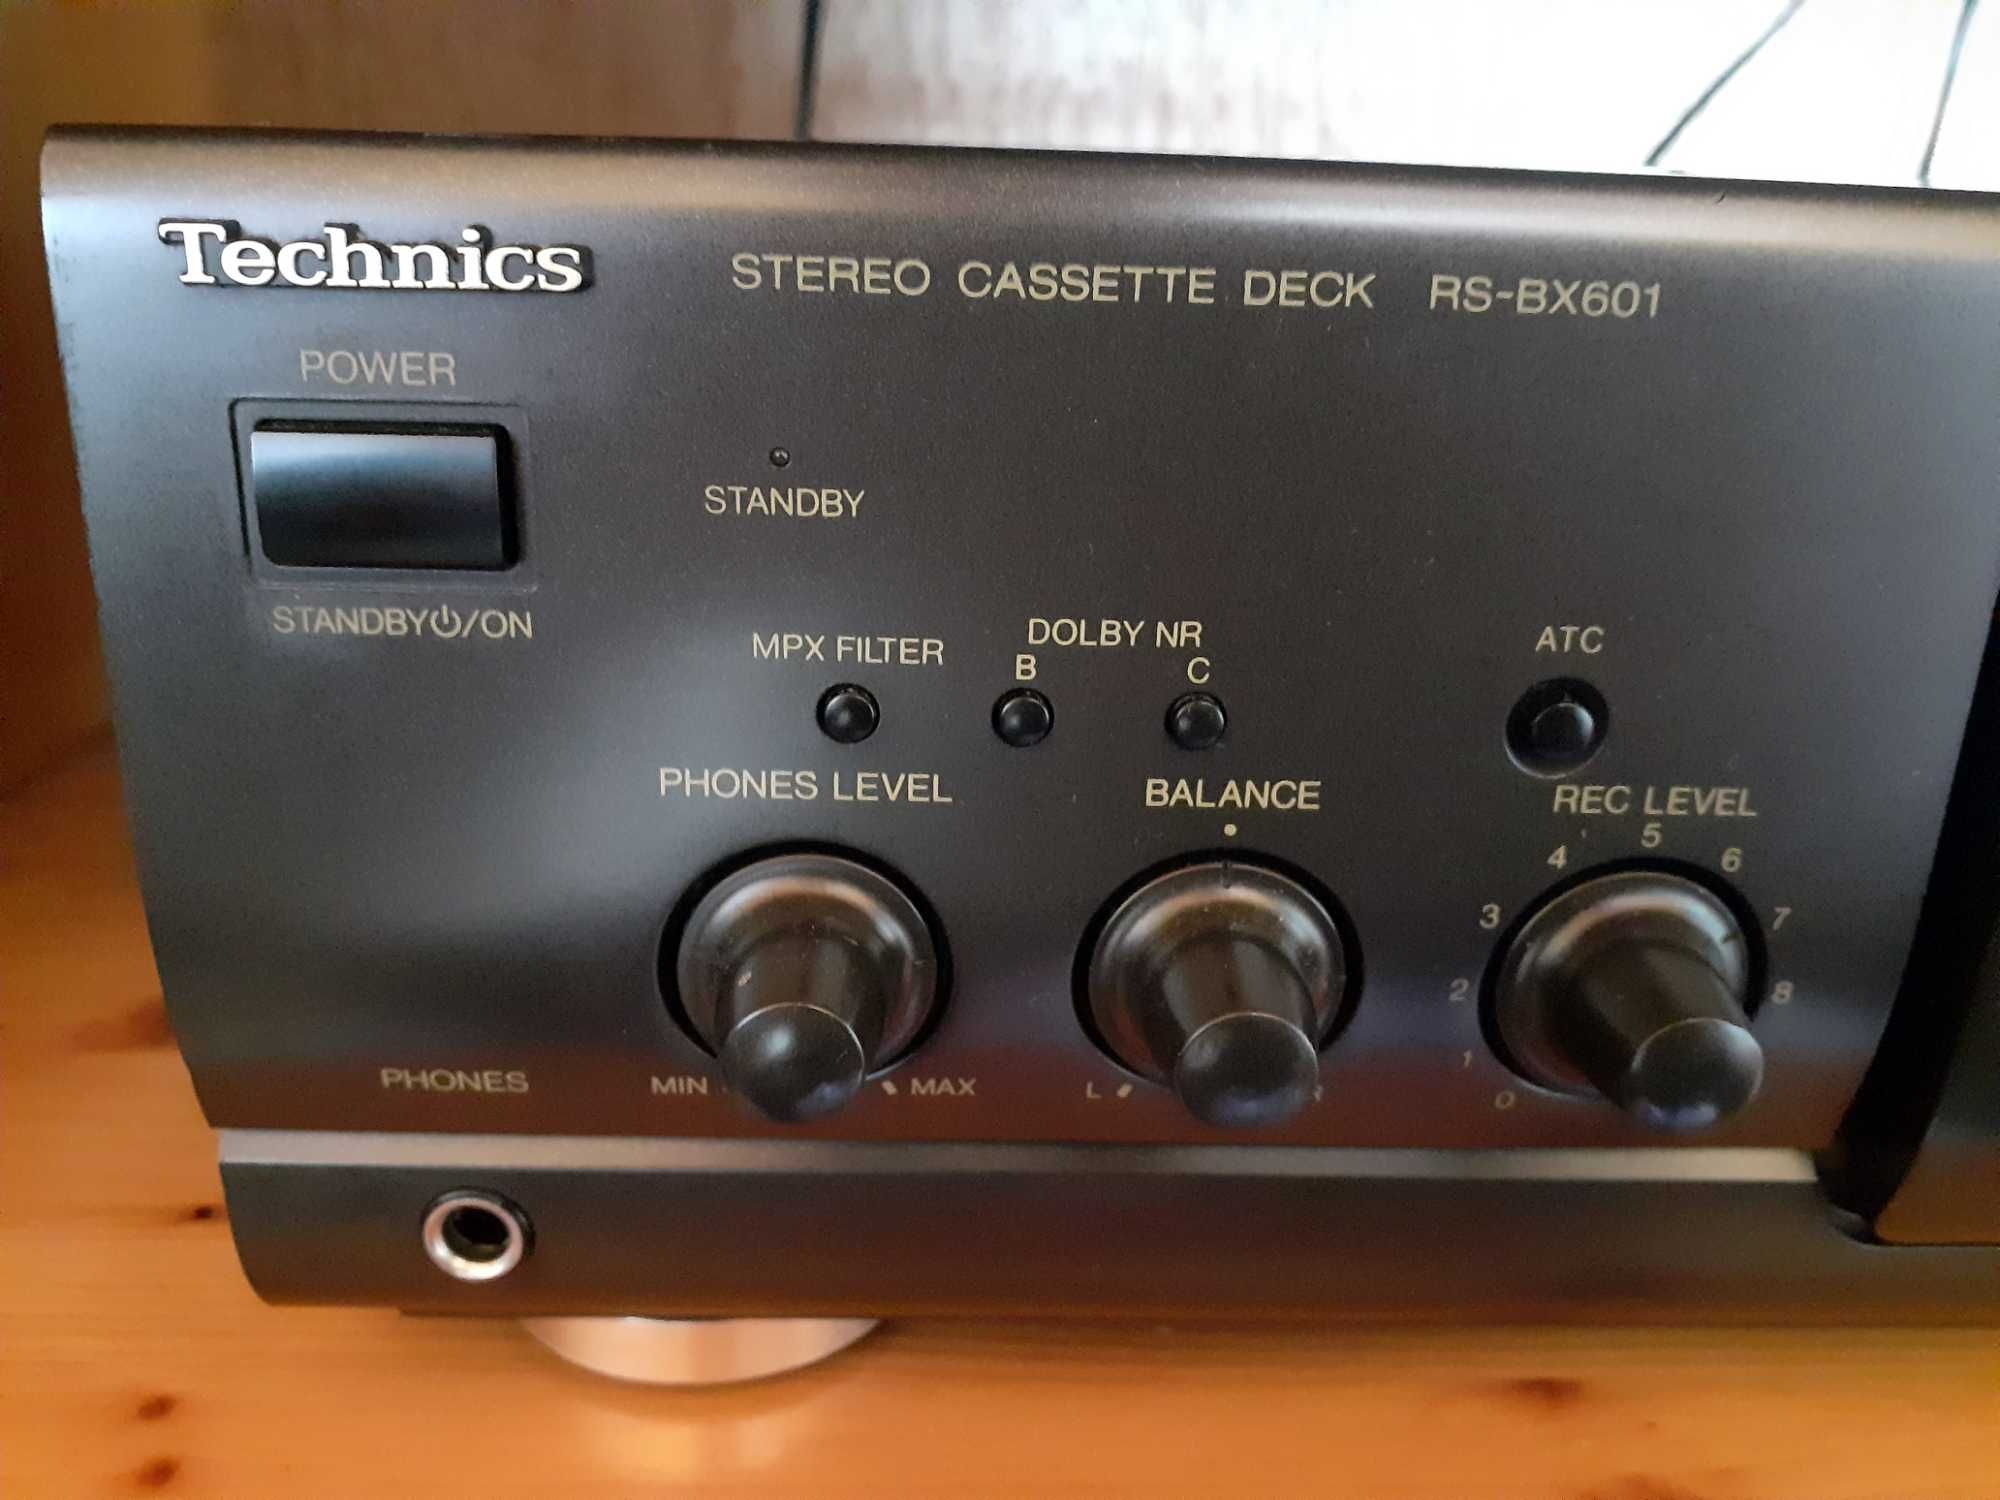 Technics
STEREO CASSETTE DECK RS-BX601
POWER
STANDBY
STANDBY⏻/ON
MPX FILTER
DOLBY NR
B C
ATC
PHONES LEVEL
BALANCE
REC LEVEL
0 1 2 3 4 5 6 7 8
PHONES
MIN MAX
L R